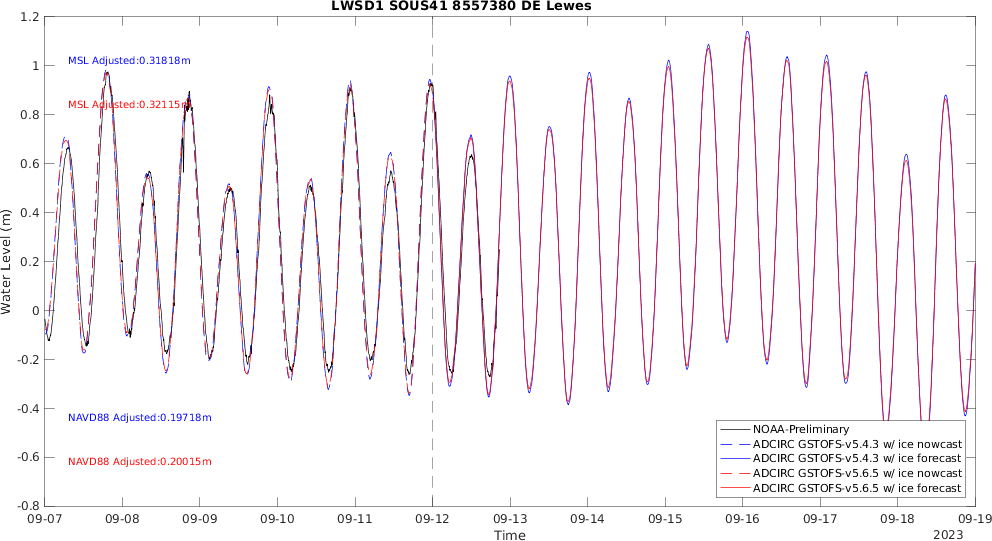 LWSD1 SOUS41 8557380 DE Lewes
1.2
1
0.8
0.6
0.4
0.2
0
-0.2
-0.4
-0.6
-0.8
Water Level (m)
MSL Adjusted:0.31818m
MSL Adjusted:0.32115m
NAVD88 Adjusted:0.19718m
NAVD88 Adjusted:0.20015m
NOAA-Preliminary
ADCIRC GSTOFS-v5.4.3 w/ ice nowcast
ADCIRC GSTOFS-v5.4.3 w/ ice forecast
ADCIRC GSTOFS-v5.6.5 w/ ice nowcast
ADCIRC GSTOFS-v5.6.5 w/ ice forecast
09-07 09-08 09-09 09-10 09-11 09-12 09-13 09-14 09-15 09-16 09-17 09-18 09-19
Time
2023